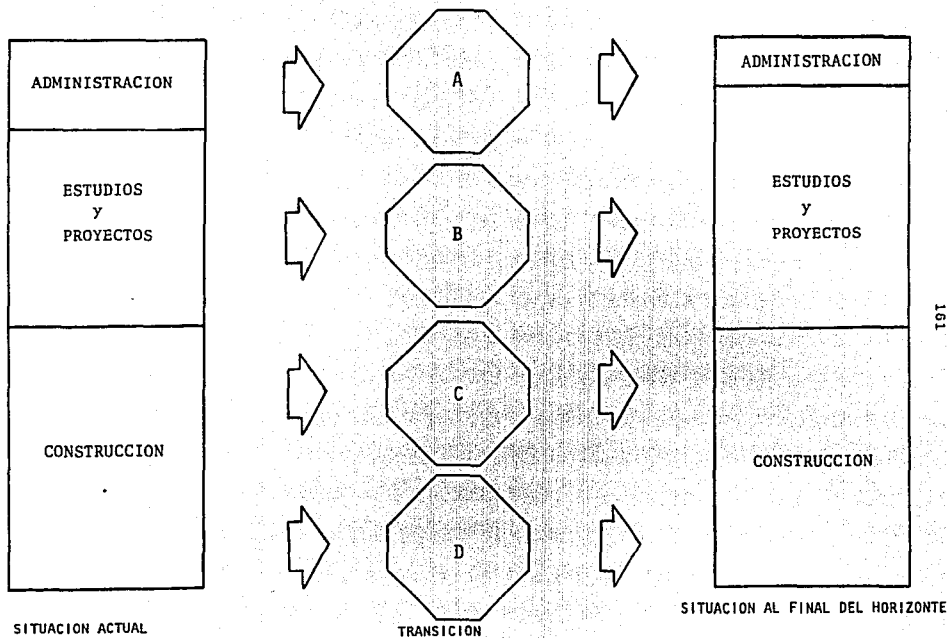 ADMINISTRACION
ESTUDIOS
y
PROYECTOS
CONSTRUCCION
SITUACION ACTUAL
A
B
C
D
TRANSICION
ADMINISTRACION
ESTUDIOS
y
PROYECTOS
CONSTRUCCION
SITUACION AL FINAL DEL HORIZONTE
161